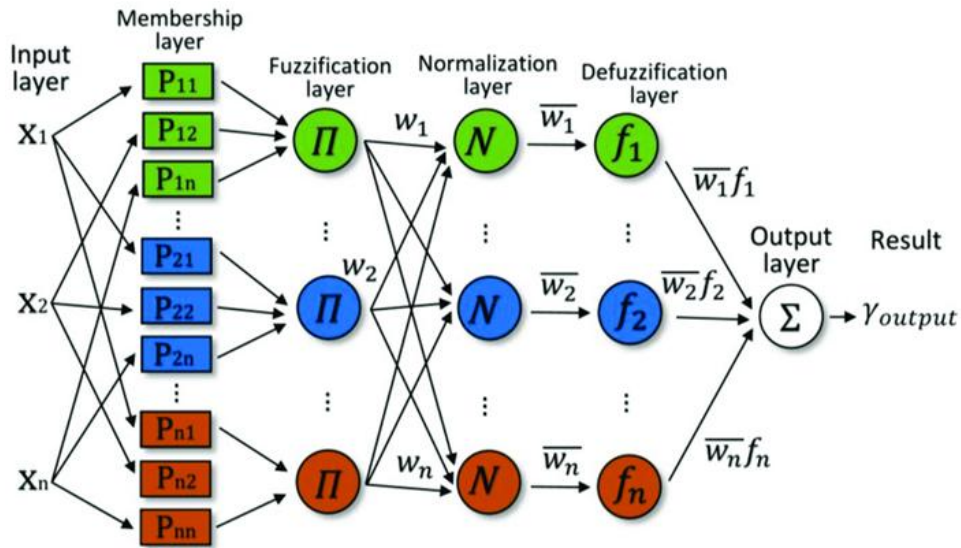 Input
layer
X₁
X₂
Xₙ
Membership
layer
P₁₁
P₁₂
P₁ₙ
⋮
P₂₁
P₂₂
P₂ₙ
⋮
Pₙ₁
Pₙ₂
Pₙₙ
Fuzzification
layer
Π
⋮
Π
⋮
Π
w₁
w₂
wₙ
Normalization
layer
N
⋮
N
⋮
N
w̅₁
w̅₂
w̅ₙ
Defuzzification
layer
f₁
⋮
f₂
⋮
fₙ
w̅₁f₁
w̅₂f₂
w̅ₙfₙ
Output
layer
Σ
Result
γₒᵤₜₚᵤₜ